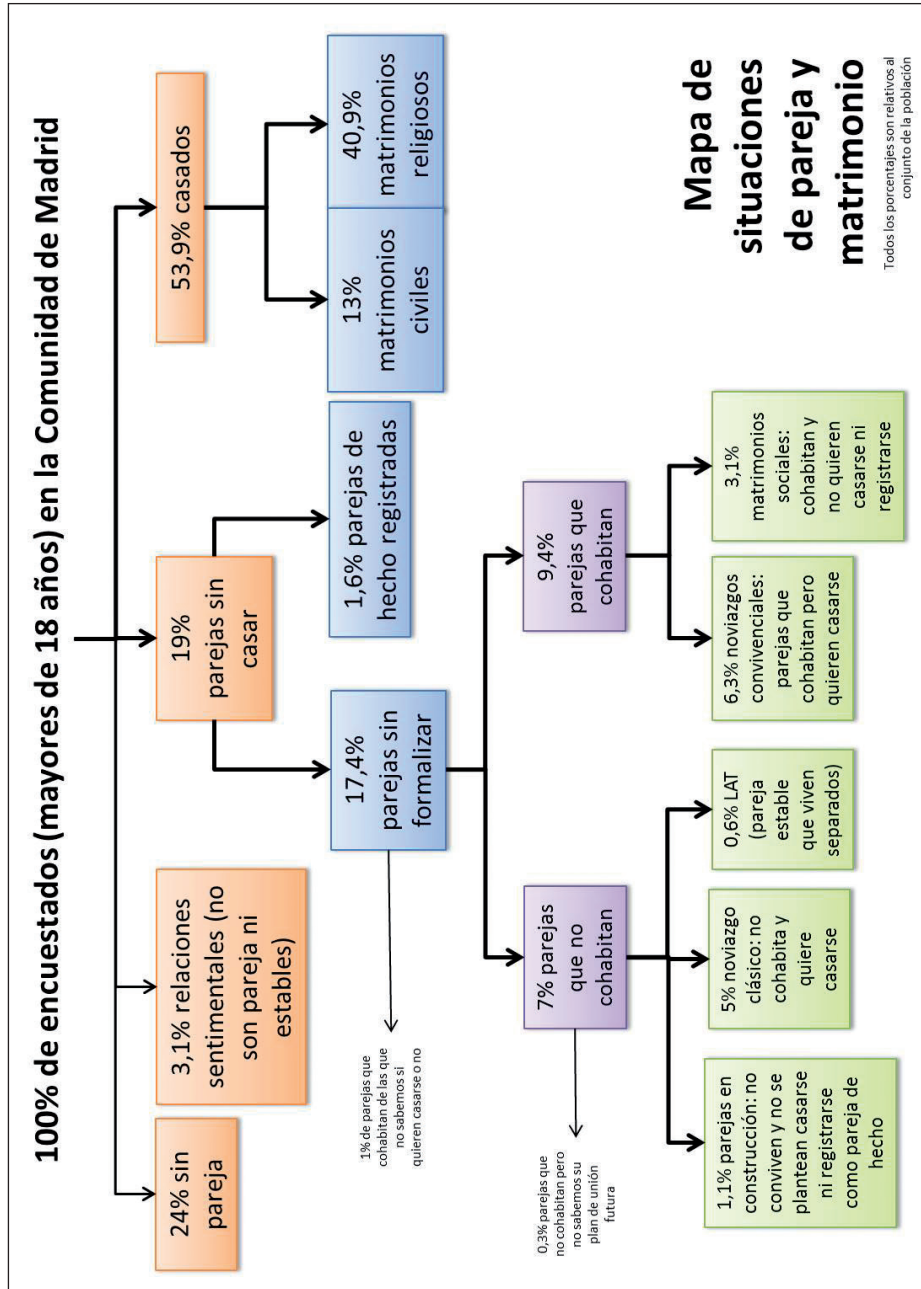 100% de encuestados (mayores de 18 años) en la Comunidad de Madrid
24% sin
pareja
3,1% relaciones
sentimentales (no
son pareja ni
estables)
19%
parejas sin
casar
53,9% casados
1% de parejas que
cohabitan de las que
no sabemos si
quieren casarse o no
17,4%
parejas sin
formalizar
1,6% parejas de
hecho registradas
13%
matrimonios
civiles
40,9%
matrimonios
religiosos
0,3% parejas que
no cohabitan pero
no sabemos su
plan de unión
futura
7% parejas
que no
cohabitan
9,4%
parejas que
cohabitan
1,1% parejas en
construcción: no
conviven y no se
plantean casarse
ni registrarse
como pareja de
hecho
5% noviazgo
clásico: no
cohabita y
quiere
casarse
0,6% LAT
(pareja
estable
que viven
separados)
6,3% noviazgos
convivenciales:
parejas que
cohabitan pero
quieren casarse
3,1%
matrimonios
sociales:
cohabitan y
no quieren
casarse ni
registrarse
Mapa de
situaciones
de pareja y
matrimonio
Todos los porcentajes son relativos al
conjunto de la población